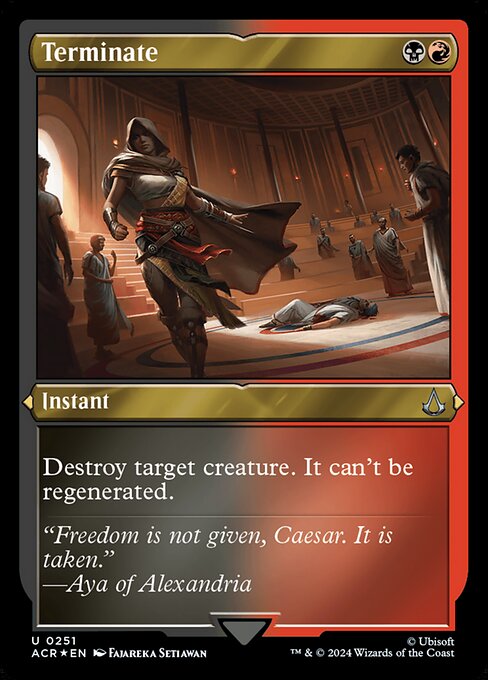 Terminate
Instant
Destroy target creature. It can't be
regenerated.
“Freedom is not given, Caesar. It is
taken.”
—Aya of Alexandria
U 0251
ACR★EN Fajareka Setiawan
© Ubisoft
™ & © 2024 Wizards of the Coast